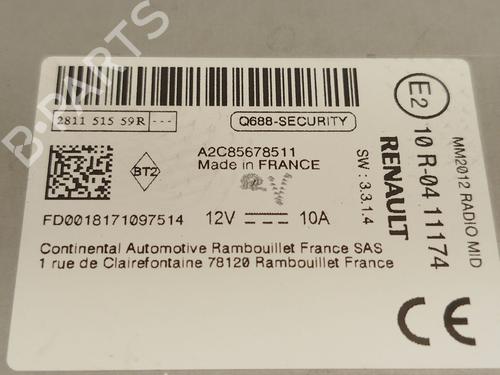 B-PARTS
2811 515 59R ---
Q688-SECURITY
A2C85678511
Made in FRANCE
BT2
FD0018171097514
12V 10A
Continental Automotive Rambouillet France SAS
1 rue de Clairefontaine 78120 Rambouillet France
SW: 3.3.1.4
RENAULT
E2
10 R-04 11174
MM2012 RADIO MID
CE